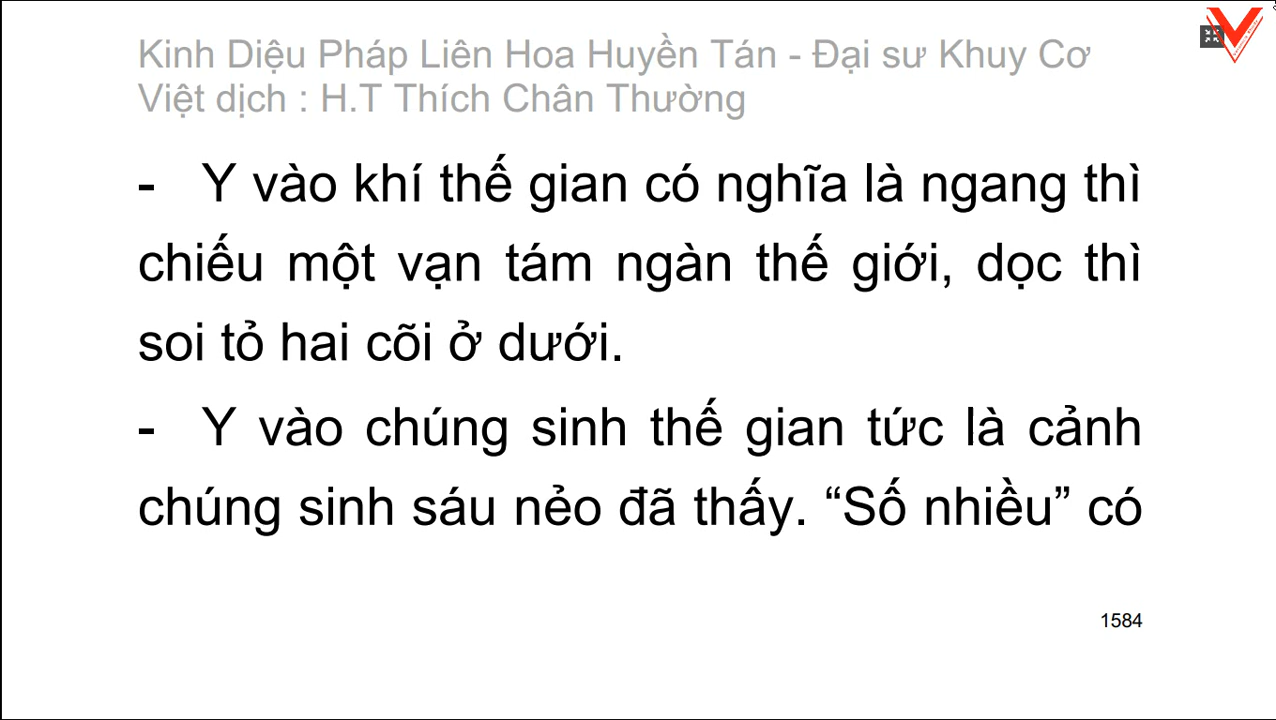 Kinh Diệu Pháp Liên Hoa Huyền Tán - Đại sư Khuy Cơ
Việt dịch : H.T Thích Chân Thường
- Y vào khí thế gian có nghĩa là ngang thì
chiếu một vạn tám ngàn thế giới, dọc thì
soi tỏ hai cõi ở dưới.
- Y vào chúng sinh thế gian tức là cảnh
chúng sinh sáu nẻo đã thấy. “Số nhiều” có
1584